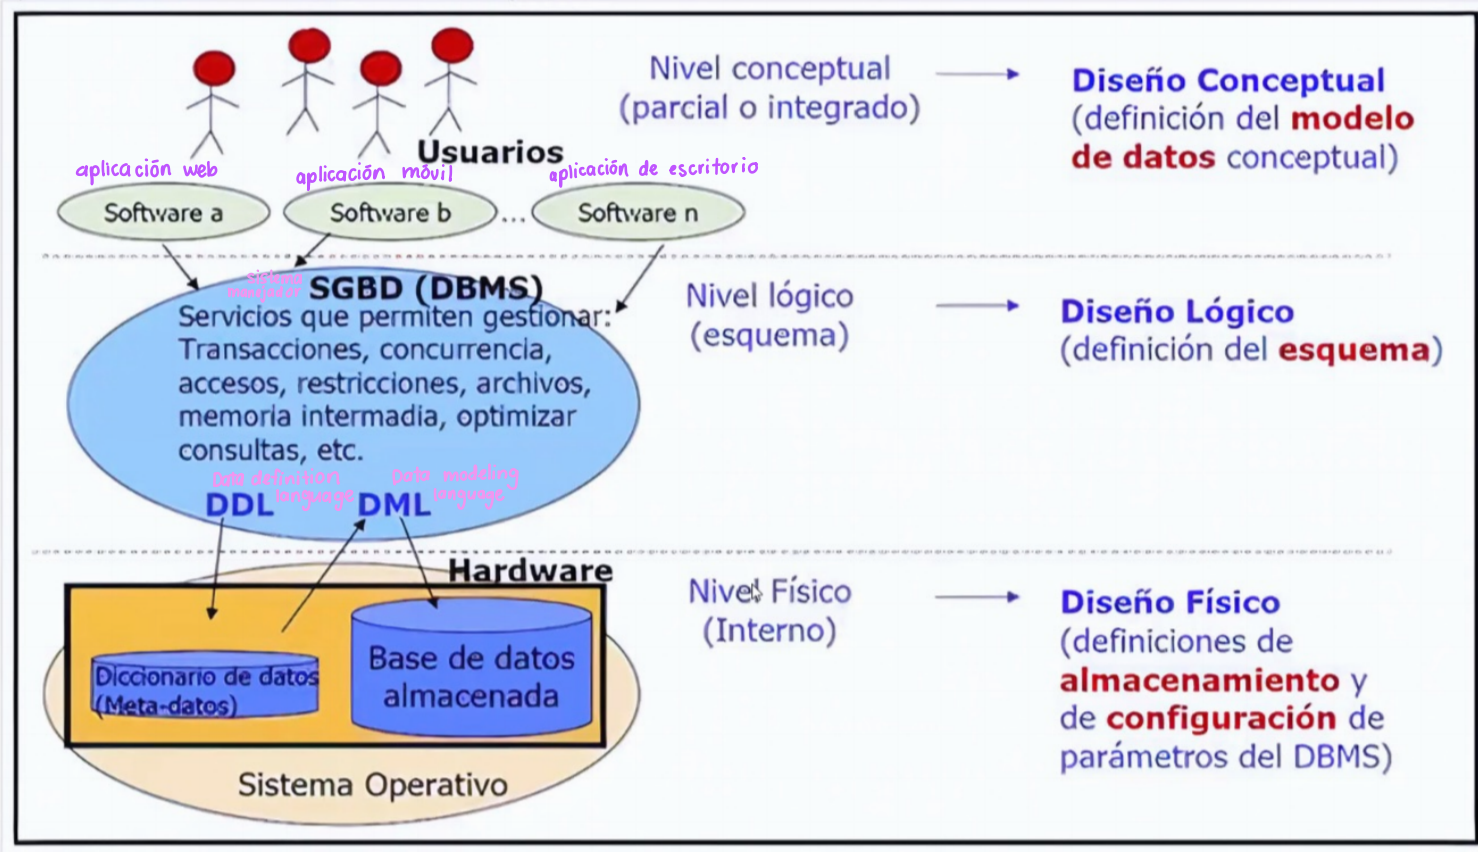 Nivel conceptual
(parcial o integrado)
Diseño Conceptual
(definición del modelo
de datos conceptual)
Usuarios
aplicación web
aplicación móvil
aplicación de escritorio
Software a
Software b
...
Software n
sistema
manejador
SGBD (DBMS)
Servicios que permiten gestionar:
Transacciones, concurrencia,
accesos, restricciones, archivos,
memoria intermadia, optimizar
consultas, etc.
Data definition
language
Data modeling
language
DDL
DML
Nivel lógico
(esquema)
Diseño Lógico
(definición del esquema)
Hardware
Diccionario de datos
(Meta-datos)
Base de datos
almacenada
Sistema Operativo
Nivel Físico
(Interno)
Diseño Físico
(definiciones de
almacenamiento y
de configuración de
parámetros del DBMS)